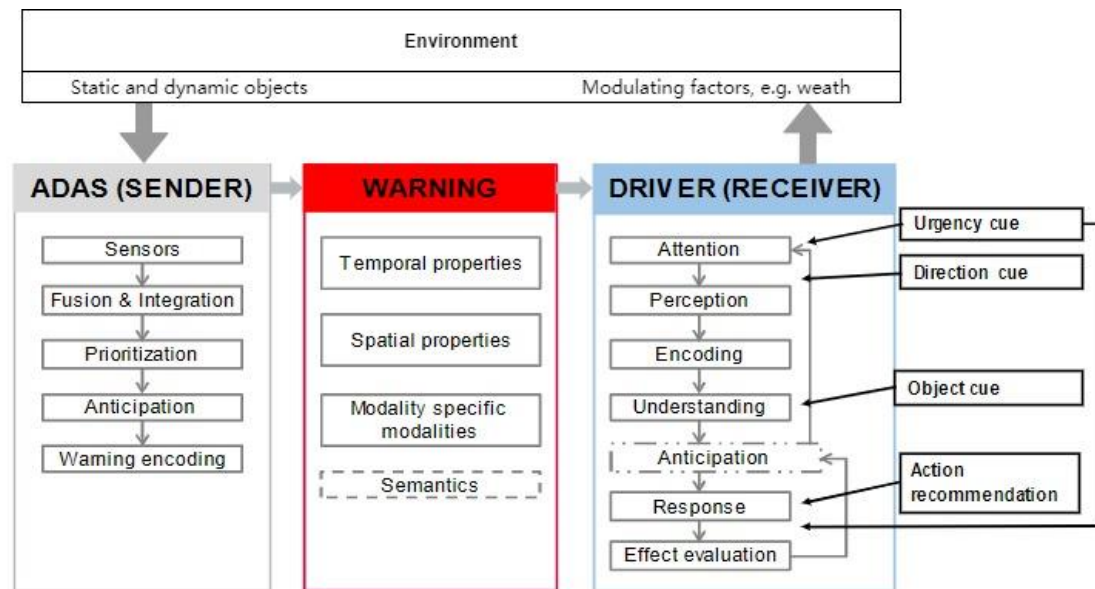 Environment
Static and dynamic objects
Modulating factors, e.g. weath
ADAS (SENDER)
Sensors
Fusion & Integration
Prioritization
Anticipation
Warning encoding
WARNING
Temporal properties
Spatial properties
Modality specific
modalities
Semantics
DRIVER (RECEIVER)
Attention
Perception
Encoding
Understanding
Anticipation
Response
Effect evaluation
Urgency cue
Direction cue
Object cue
Action
recommendation